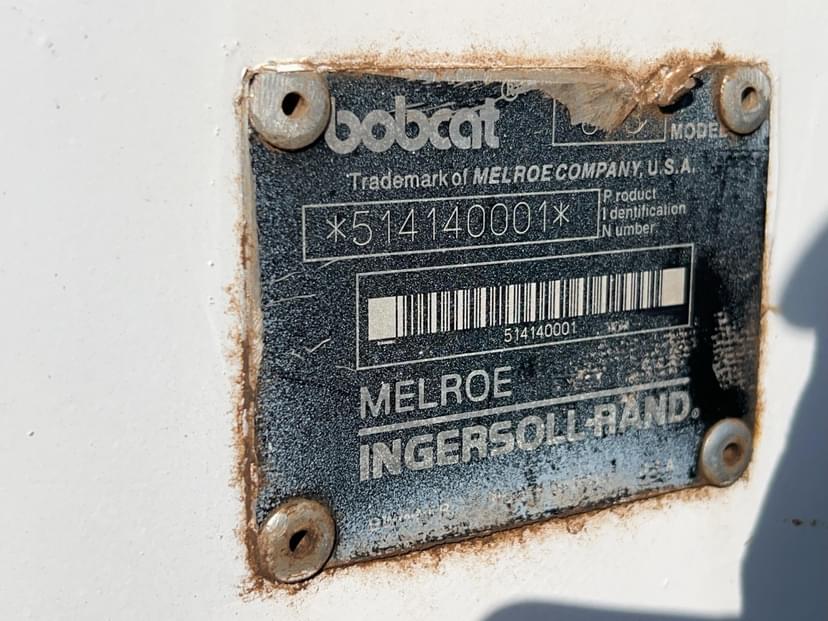 bobcat ®
MODEL
Trademark of MELROE COMPANY, U.S.A.
*514140001*
Product
Identification
Number
514140001
MELROE
INGERSOLL-RAND®